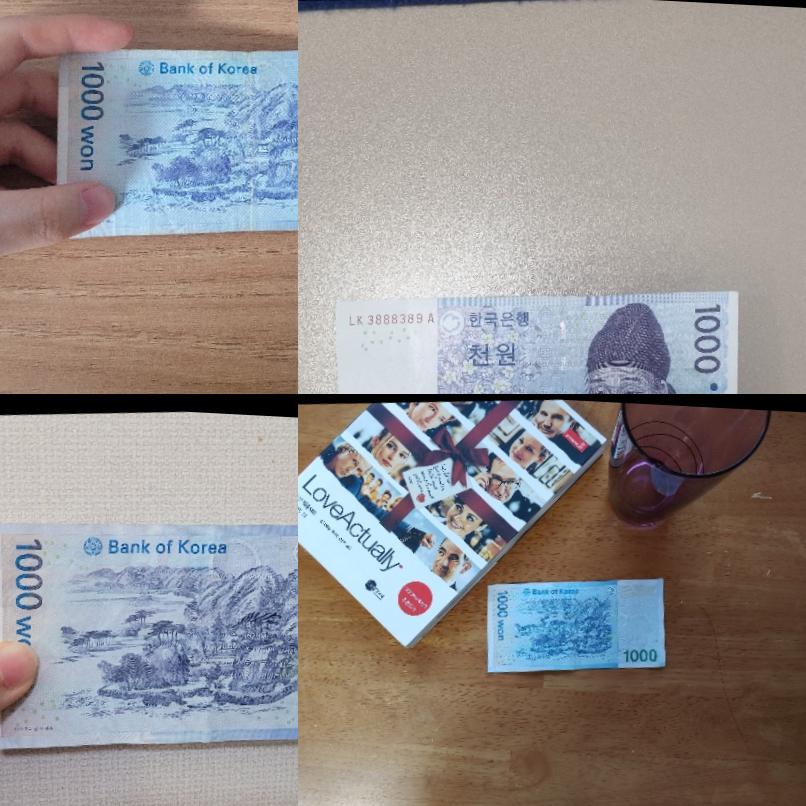 Bank of Korea
1000 won
LK 3888389 A
한국은행
천원
1000
Bank of Korea
1000 w
LoveActually
Bank of Korea
1000 won
1000